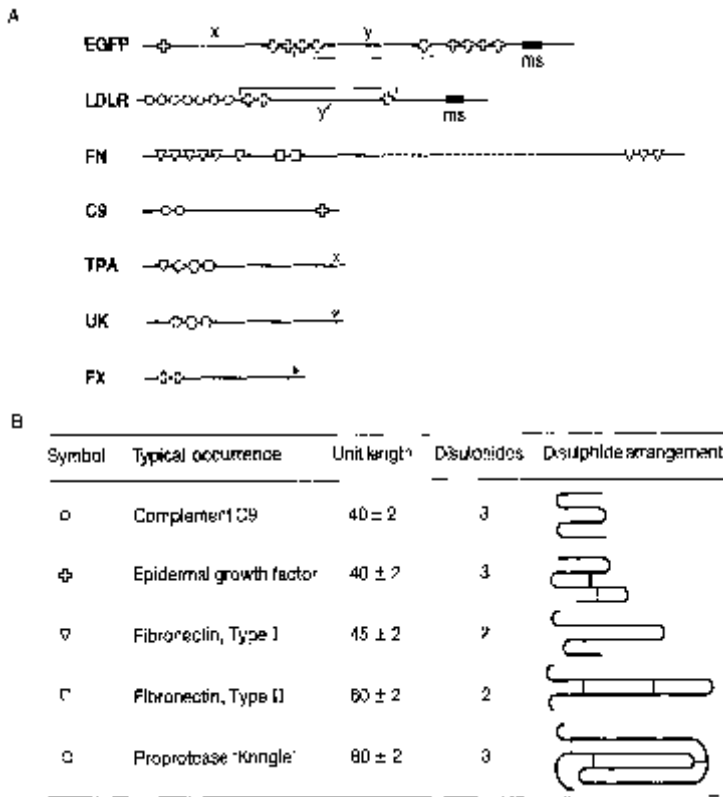 A
EGFP x y ms
LDLR y' ms
FN
C9
TPA x
UK
FX
B
Symbol Typical occurrence Unit length Disulphides Disulphide arrangement
Complement C9 40 ± 2 3
Epidermal growth factor 40 ± 2 3
Fibronectin, Type I 45 ± 2 2
Fibronectin, Type II 60 ± 2 2
Proprotease 'Kringle' 80 ± 2 3